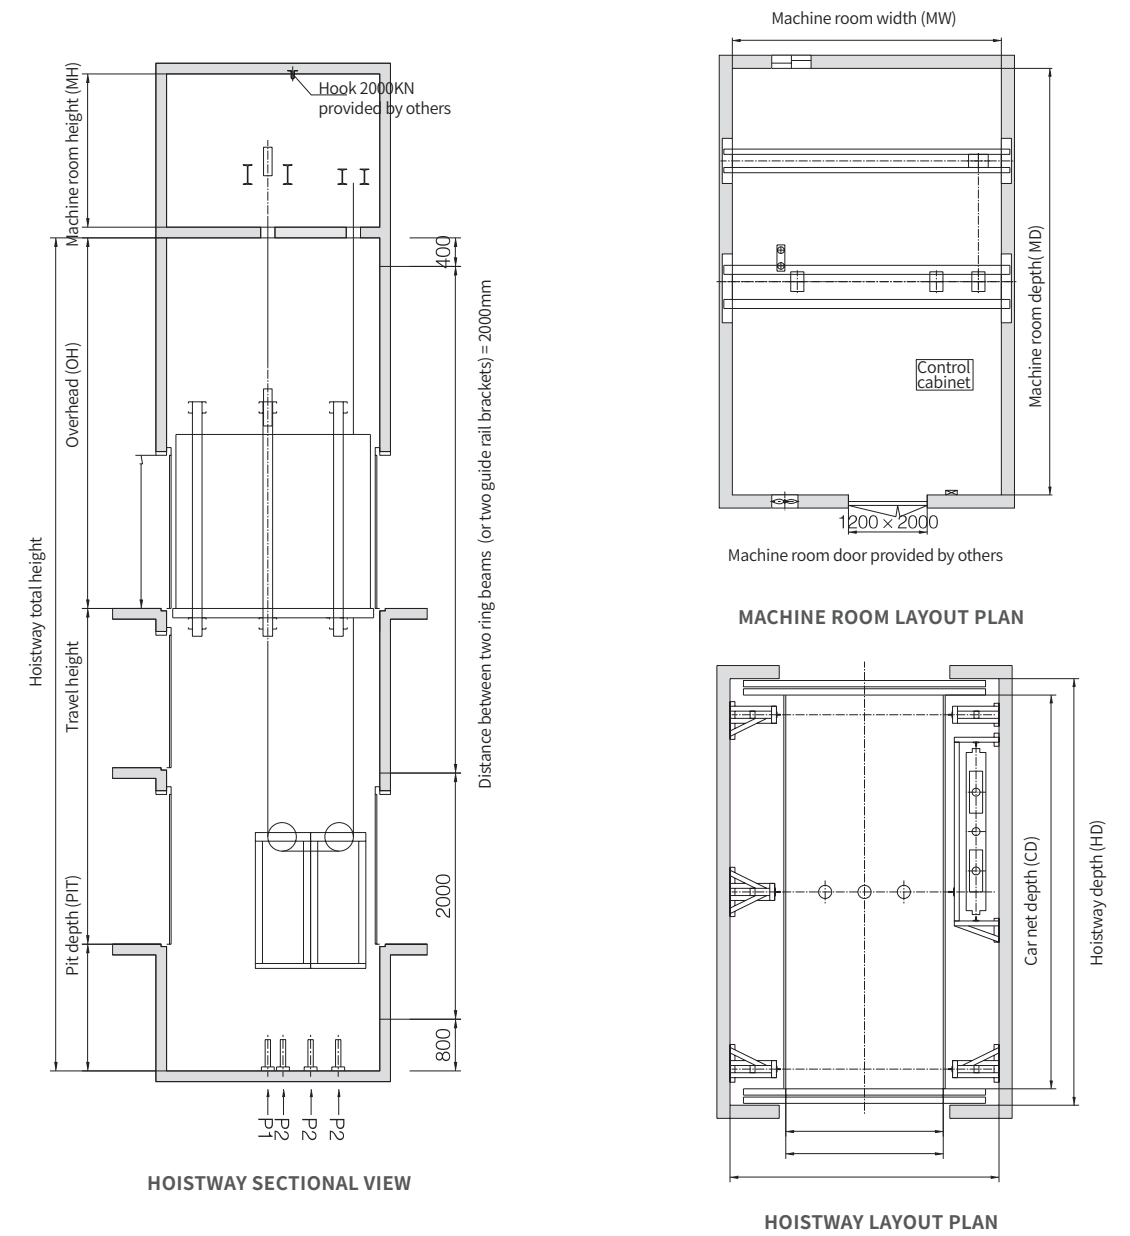 Machine room height (MH)
Hook 2000KN
provided by others
400
Overhead (OH)
Distance between two ring beams (or two guide rail brackets) = 2000mm
Hoistway total height
Travel height
Pit depth (PIT)
2000
800
P1
P2
P2
P2
HOISTWAY SECTIONAL VIEW
Machine room width (MW)
Machine room depth( MD)
Control
cabinet
1200 × 2000
Machine room door provided by others
MACHINE ROOM LAYOUT PLAN
Car net depth (CD)
Hoistway depth (HD)
HOISTWAY LAYOUT PLAN